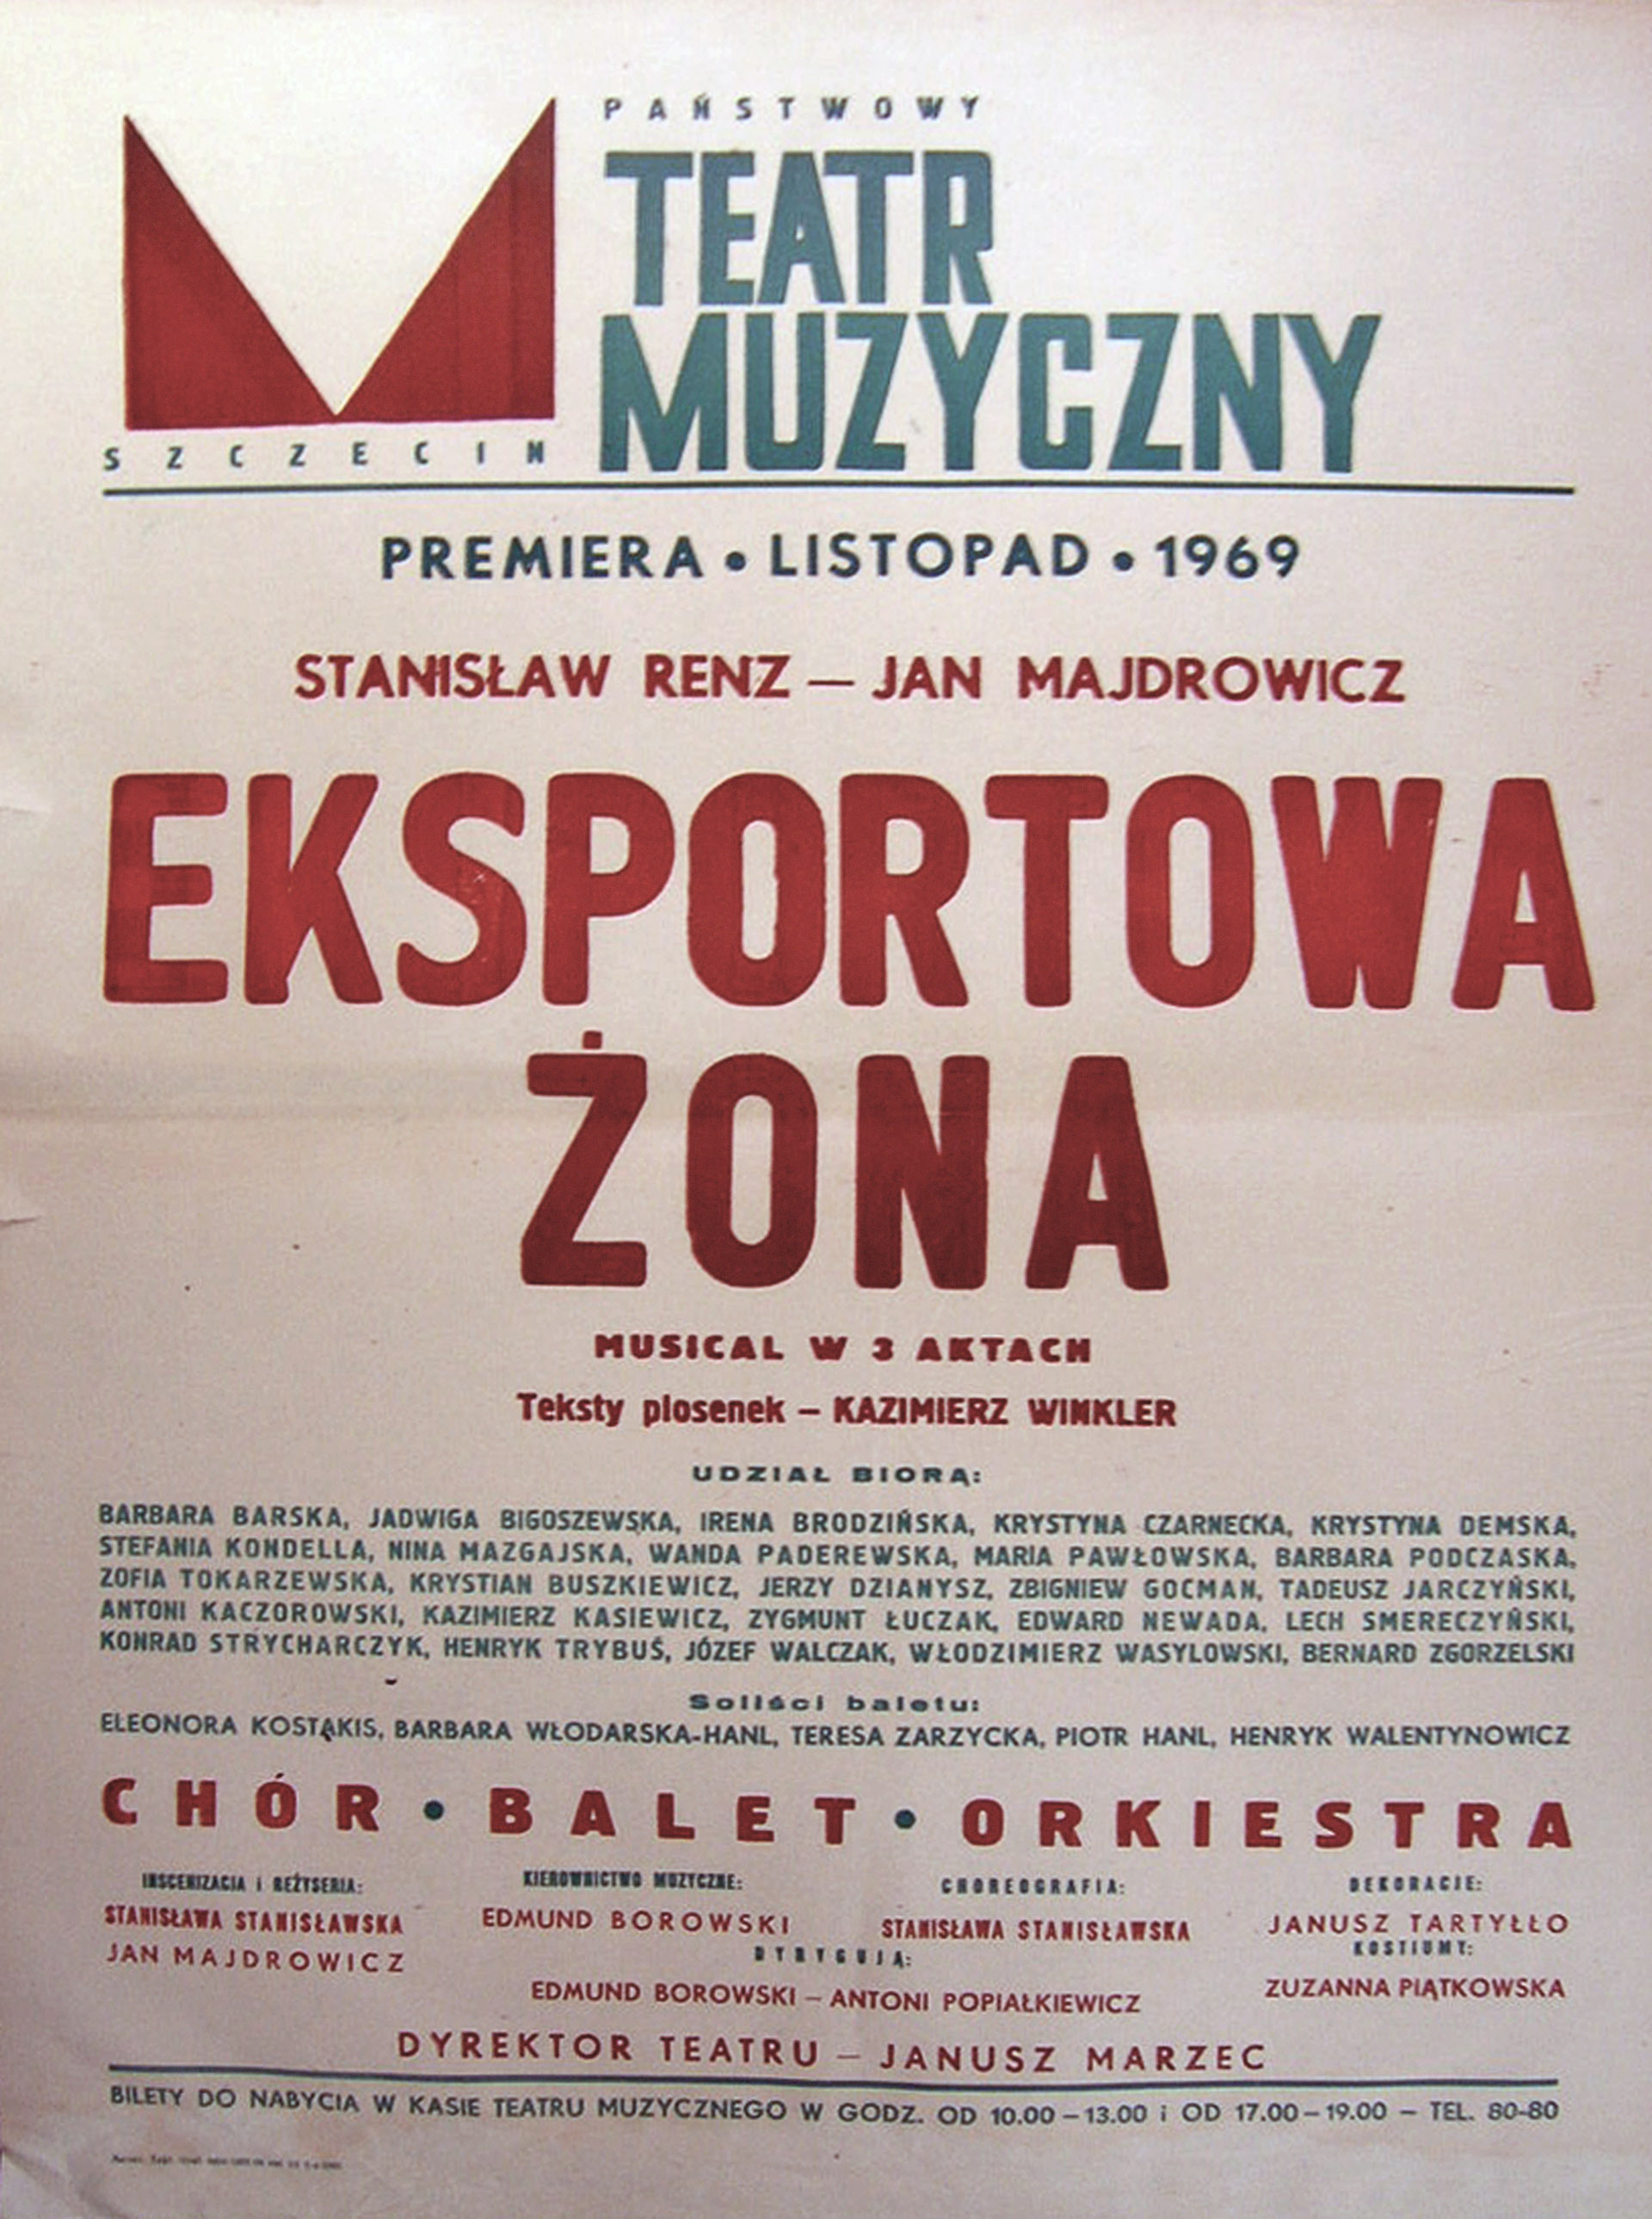 PAŃSTWOWY
TEATR
MUZYCZNY
SZCZECIN
PREMIERA • LISTOPAD • 1969
STANISŁAW RENZ — JAN MAJDROWICZ
EKSPORTOWA
ŻONA
MUSICAL W 3 AKTACH
Teksty piosenek – KAZIMIERZ WINKLER
UDZIAŁ BIORĄ:
BARBARA BARSKA, JADWIGA BIGOSZEWSKA, IRENA BRODZIŃSKA, KRYSTYNA CZARNECKA, KRYSTYNA DEMSKA,
STEFANIA KONDELLA, NINA MAZGAJSKA, WANDA PADEREWSKA, MARIA PAWŁOWSKA, BARBARA PODCZASKA,
ZOFIA TOKARZEWSKA, KRYSTIAN BUSZKIEWICZ, JERZY DZIANYSZ, ZBIGNIEW GOCMAN, TADEUSZ JARCZYŃSKI,
ANTONI KACZOROWSKI, KAZIMIERZ KASIEWICZ, ZYGMUNT ŁUCZAK, EDWARD NEWADA, LECH SMERECZYŃSKI,
KONRAD STRYCHARCZYK, HENRYK TRYBUŚ, JÓZEF WALCZAK, WŁODZIMIERZ WASYLOWSKI, BERNARD ZGORZELSKI
Soliści baletu:
ELEONORA KOSTĄKIS, BARBARA WŁODARSKA-HANL, TERESA ZARZYCKA, PIOTR HANL, HENRYK WALENTYNOWICZ
CHÓR • BALET • ORKIESTRA
INSCENIZACJA i REŻYSERIA:
STANISŁAWA STANISŁAWSKA
JAN MAJDROWICZ
KIEROWNICTWO MUZYCZNE:
EDMUND BOROWSKI
CHOREOGRAFIA:
STANISŁAWA STANISŁAWSKA
DEKORACJE:
JANUSZ TARTYŁŁO
KOSTIUMY:
ZUZANNA PIĄTKOWSKA
DYRYGUJĄ:
EDMUND BOROWSKI – ANTONI POPIAŁKIEWICZ
DYREKTOR TEATRU – JANUSZ MARZEC
BILETY DO NABYCIA W KASIE TEATRU MUZYCZNEGO W GODZ. OD 10.00 – 13.00 i OD 17.00 – 19.00 – TEL. 80-80